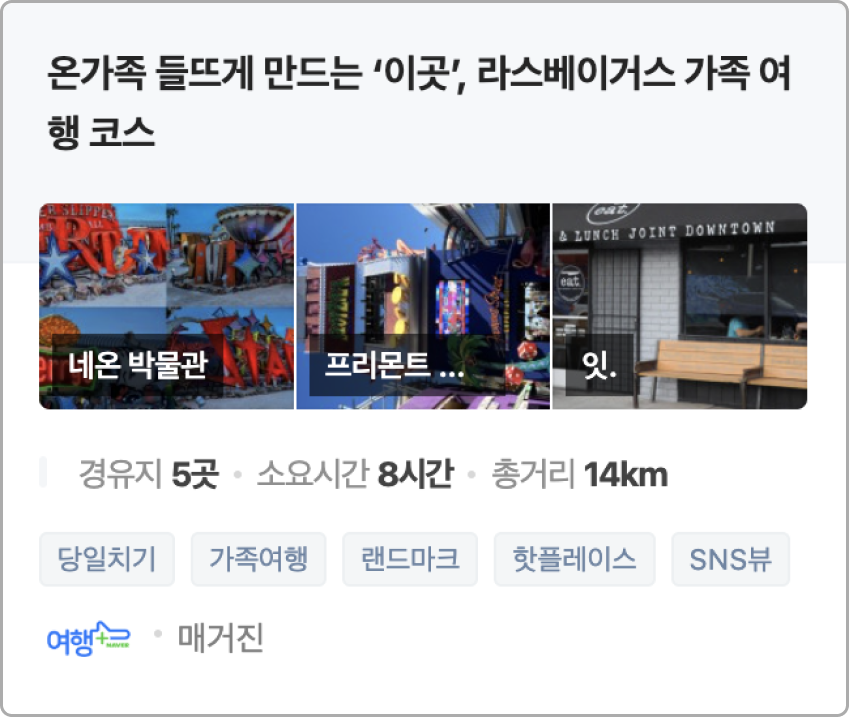 온가족 들뜨게 만드는 ‘이곳’, 라스베이거스 가족 여
행 코스
eat.
& LUNCH JOINT DOWNTOWN
eat.
네온 박물관
프리몬트 ...
잇.
경유지 5곳 • 소요시간 8시간 • 총거리 14km
당일치기 가족여행 랜드마크 핫플레이스 SNS뷰
여행+ NAVER • 매거진